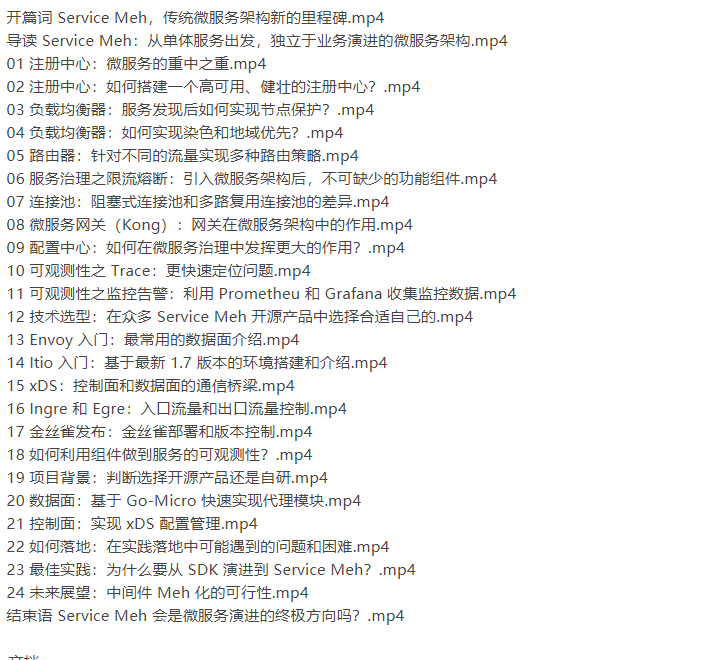 开篇词 Service Meh，传统微服务架构新的里程碑.mp4
导读 Service Meh：从单体服务出发，独立于业务演进的微服务架构.mp4
01 注册中心：微服务的重中之重.mp4
02 注册中心：如何搭建一个高可用、健壮的注册中心？.mp4
03 负载均衡器：服务发现后如何实现节点保护？.mp4
04 负载均衡器：如何实现染色和地域优先？.mp4
05 路由器：针对不同的流量实现多种路由策略.mp4
06 服务治理之限流熔断：引入微服务架构后，不可缺少的功能组件.mp4
07 连接池：阻塞式连接池和多路复用连接池的差异.mp4
08 微服务网关（Kong）：网关在微服务架构中的作用.mp4
09 配置中心：如何在微服务治理中发挥更大的作用？.mp4
10 可观测性之 Trace：更快速定位问题.mp4
11 可观测性之监控告警：利用 Prometheu 和 Grafana 收集监控数据.mp4
12 技术选型：在众多 Service Meh 开源产品中选择合适自己的.mp4
13 Envoy 入门：最常用的数据面介绍.mp4
14 Itio 入门：基于最新 1.7 版本的环境搭建和介绍.mp4
15 xDS：控制面和数据面的通信桥梁.mp4
16 Ingre 和 Egre：入口流量和出口流量控制.mp4
17 金丝雀发布：金丝雀部署和版本控制.mp4
18 如何利用组件做到服务的可观测性？.mp4
19 项目背景：判断选择开源产品还是自研.mp4
20 数据面：基于 Go-Micro 快速实现代理模块.mp4
21 控制面：实现 xDS 配置管理.mp4
22 如何落地：在实践落地中可能遇到的问题和困难.mp4
23 最佳实践：为什么要从 SDK 演进到 Service Meh？.mp4
24 未来展望：中间件 Meh 化的可行性.mp4
结束语 Service Meh 会是微服务演进的终极方向吗？.mp4